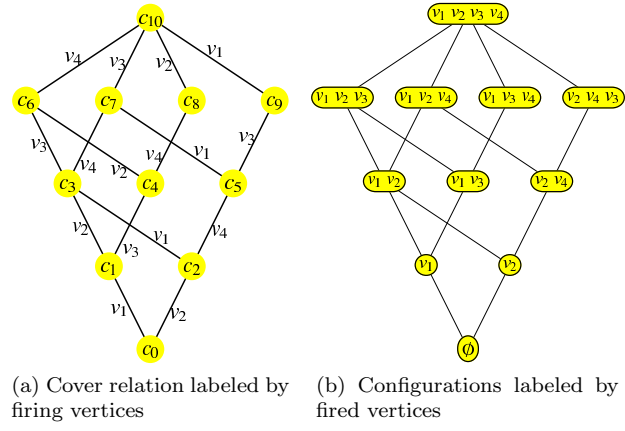 c10
v1 v2 v3 v4
v4 v3 v2 v1
c6 c7 c8 c9
v1 v2 v3 v1 v2 v4 v1 v3 v4 v2 v4 v3
v3 v4 v2 v4 v1 v3
c3 c4 c5
v1 v2 v1 v3 v2 v4
v2 v3 v1 v4
c1 c2
v1 v2
v1 v2
c0
∅
(a) Cover relation labeled by
firing vertices
(b) Configurations labeled by
fired vertices